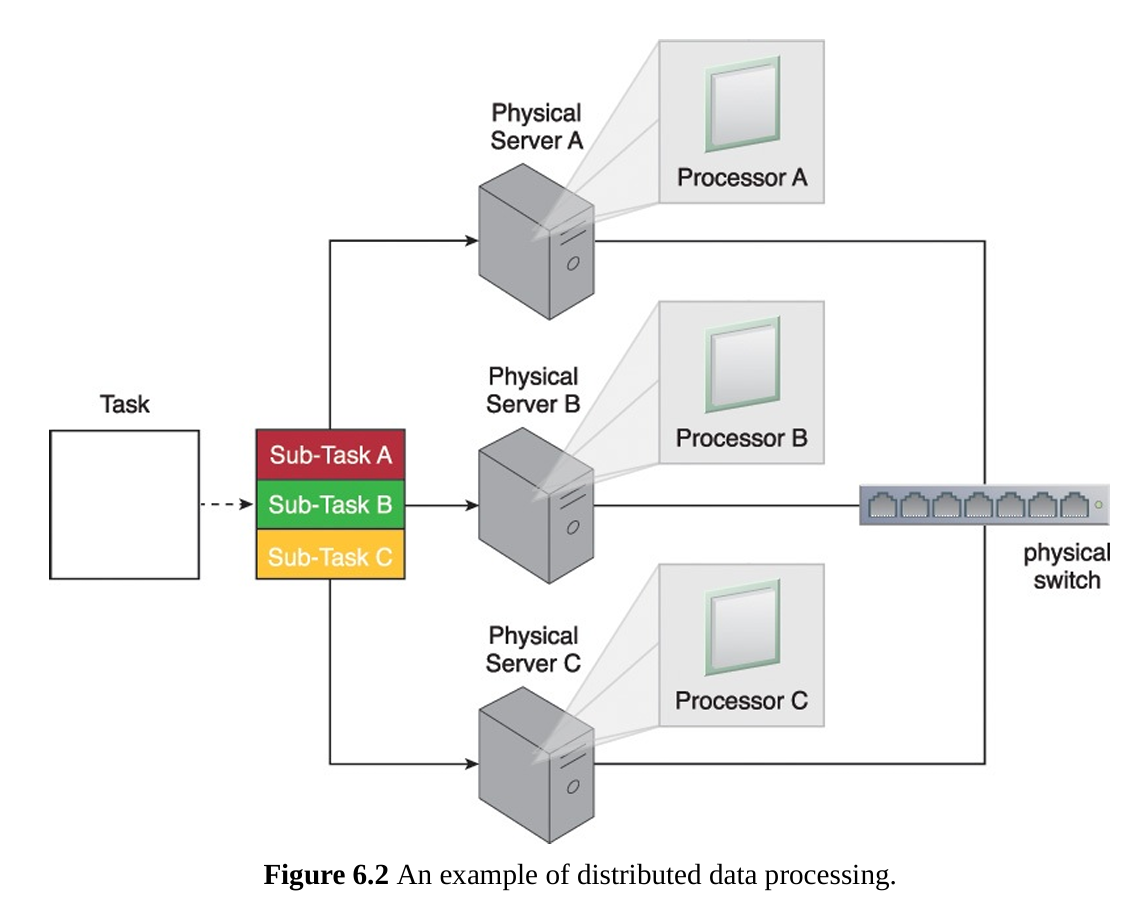 Physical
Server A
Processor A
Physical
Server B
Processor B
Task
Sub-Task A
Sub-Task B
Sub-Task C
physical
switch
Physical
Server C
Processor C
Figure 6.2 An example of distributed data processing.